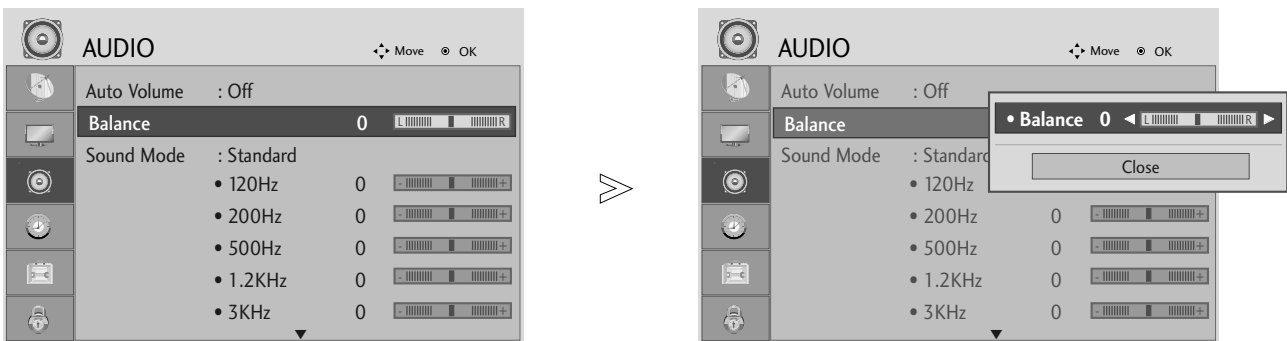 AUDIO
Move OK
Auto Volume : Off
Balance 0 L R
Sound Mode : Standard
• 120Hz 0 - +
• 200Hz 0 - +
• 500Hz 0 - +
• 1.2KHz 0 - +
• 3KHz 0 - +
AUDIO
Move OK
Auto Volume : Off
Balance
• Balance 0 L R
Close
Sound Mode : Standard
• 120Hz
• 200Hz 0 - +
• 500Hz 0 - +
• 1.2KHz 0 - +
• 3KHz 0 - +